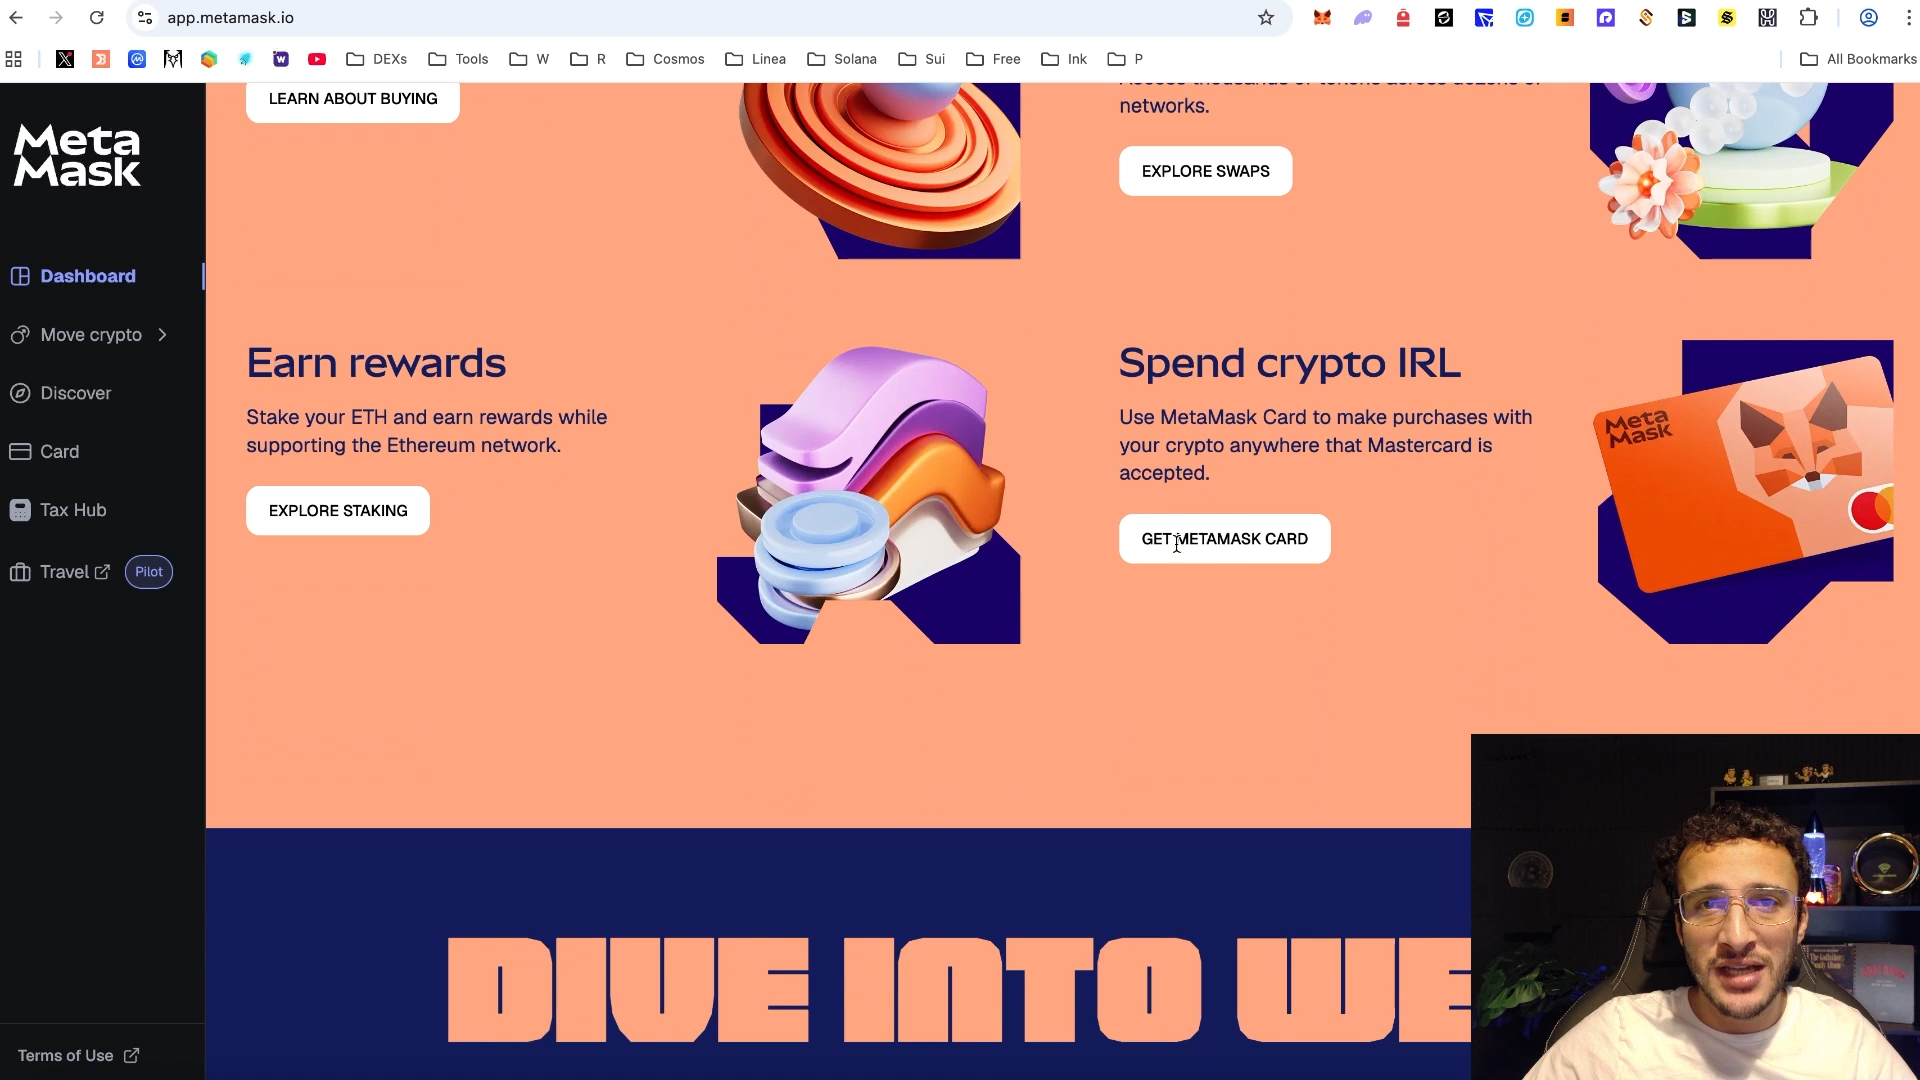 app.metamask.io
DEXs
Tools
W
R
Cosmos
Linea
Solana
Sui
Free
Ink
P
All Bookmarks
Meta
Mask
Dashboard
Move crypto
Discover
Card
Tax Hub
Travel
Pilot
Terms of Use
LEARN ABOUT BUYING
networks.
EXPLORE SWAPS
Earn rewards
Stake your ETH and earn rewards while
supporting the Ethereum network.
EXPLORE STAKING
Spend crypto IRL
Use MetaMask Card to make purchases with
your crypto anywhere that Mastercard is
accepted.
GET METAMASK CARD
Meta
Mask
DIVE INTO WE